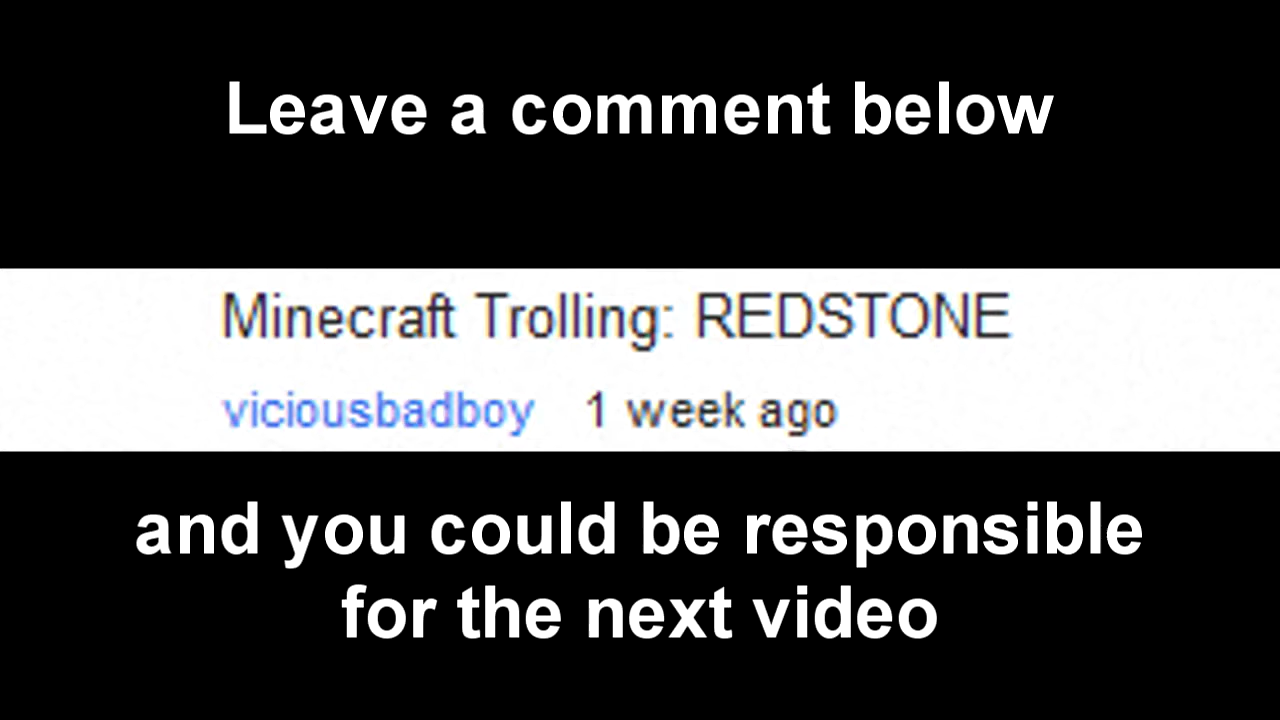 Leave a comment below
Minecraft Trolling: REDSTONE
viciousbadboy 1 week ago
and you could be responsible
for the next video